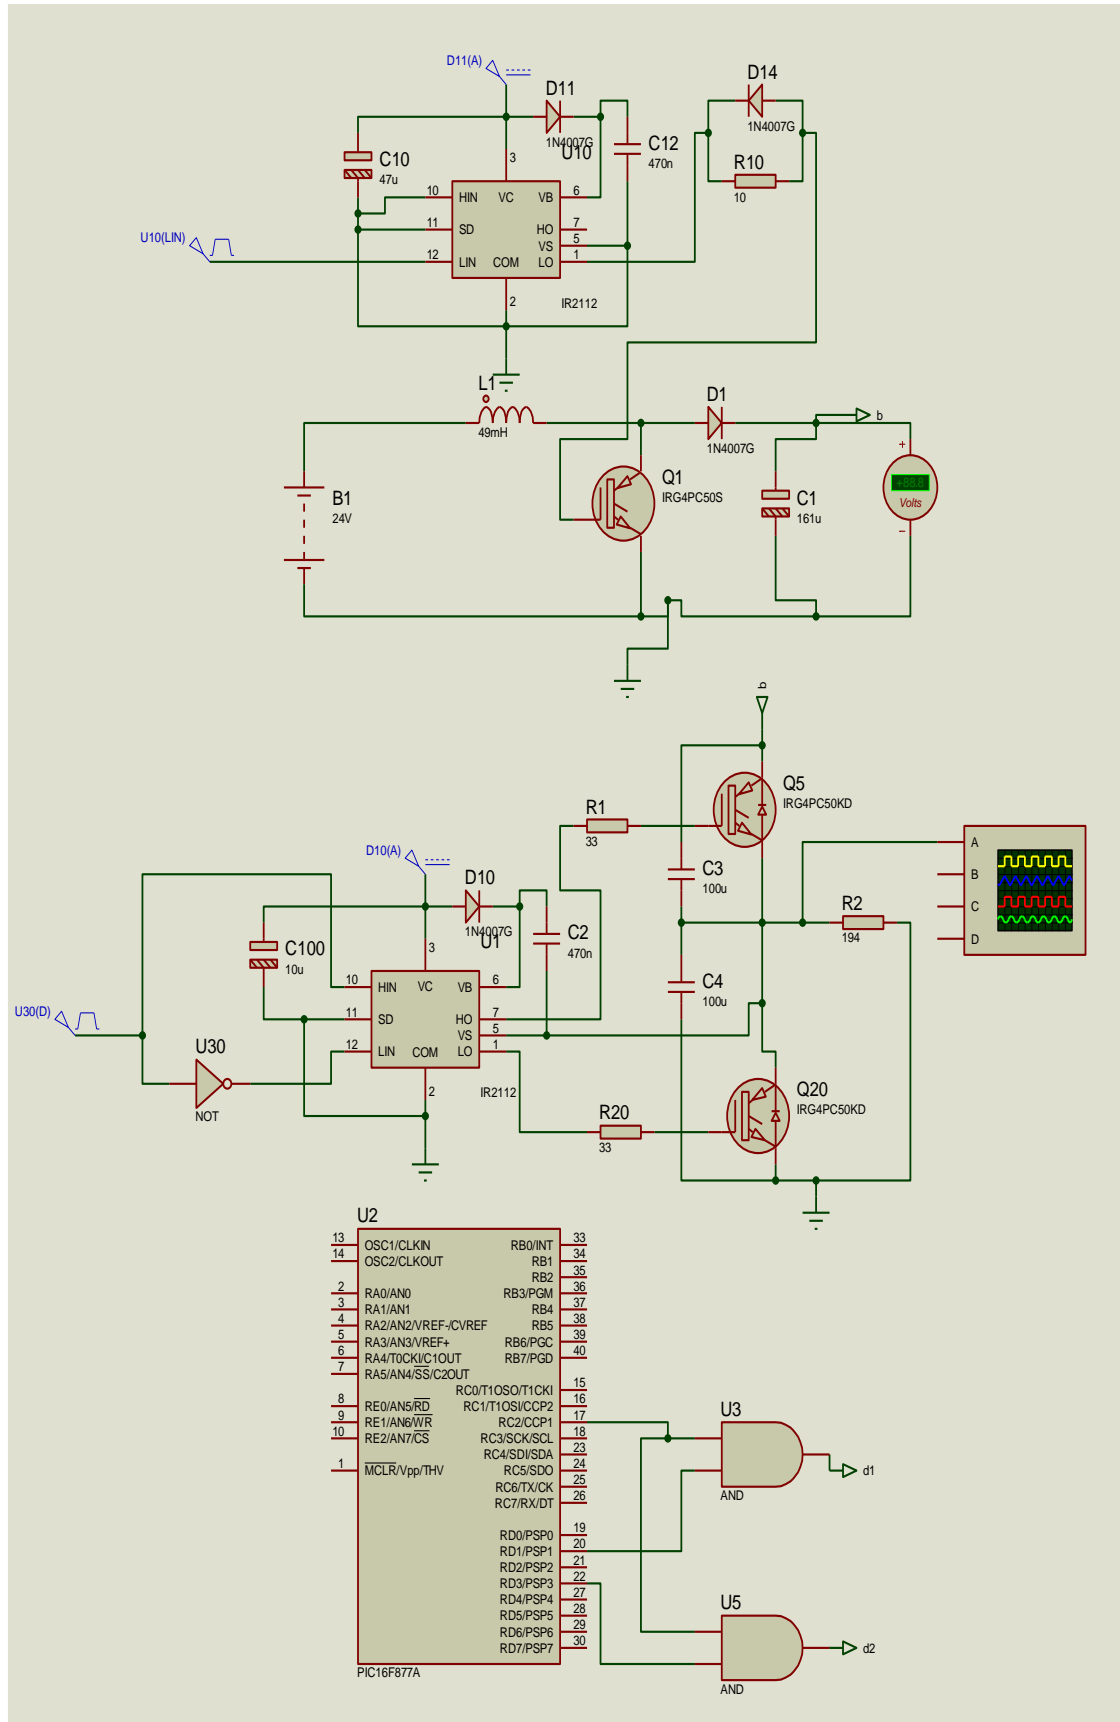 D11(A)
D11
1N4007G
U10
C12
470n
D14
1N4007G
R10
10
C10
47u
3
10
HIN
VC
VB
6
11
SD
HO
7
VS
5
12
LIN
COM
LO
1
2
IR2112
U10(LIN)
L1
49mH
D1
1N4007G
b
B1
24V
Q1
IRG4PC50S
C1
161u
+
+88.8
Volts
−
b
Q5
IRG4PC50KD
R1
33
D10(A)
D10
1N4007G
U1
C2
470n
C3
100u
R2
194
A
B
C
D
C100
10u
3
10
HIN
VC
VB
6
11
SD
HO
7
VS
5
12
LIN
COM
LO
1
2
IR2112
C4
100u
U30(D)
U30
NOT
R20
33
Q20
IRG4PC50KD
U2
13
OSC1/CLKIN
RB0/INT
33
14
OSC2/CLKOUT
RB1
34
RB2
35
2
RA0/AN0
RB3/PGM
36
3
RA1/AN1
RB4
37
4
RA2/AN2/VREF-/CVREF
RB5
38
5
RA3/AN3/VREF+
RB6/PGC
39
6
RA4/T0CKI/C1OUT
RB7/PGD
40
7
RA5/AN4/SS/C2OUT
RC0/T1OSO/T1CKI
15
8
RE0/AN5/RD
RC1/T1OSI/CCP2
16
9
RE1/AN6/WR
RC2/CCP1
17
10
RE2/AN7/CS
RC3/SCK/SCL
18
RC4/SDI/SDA
23
1
MCLR/Vpp/THV
RC5/SDO
24
RC6/TX/CK
25
RC7/RX/DT
26
RD0/PSP0
19
RD1/PSP1
20
RD2/PSP2
21
RD3/PSP3
22
RD4/PSP4
27
RD5/PSP5
28
RD6/PSP6
29
RD7/PSP7
30
PIC16F877A
U3
AND
d1
U5
AND
d2